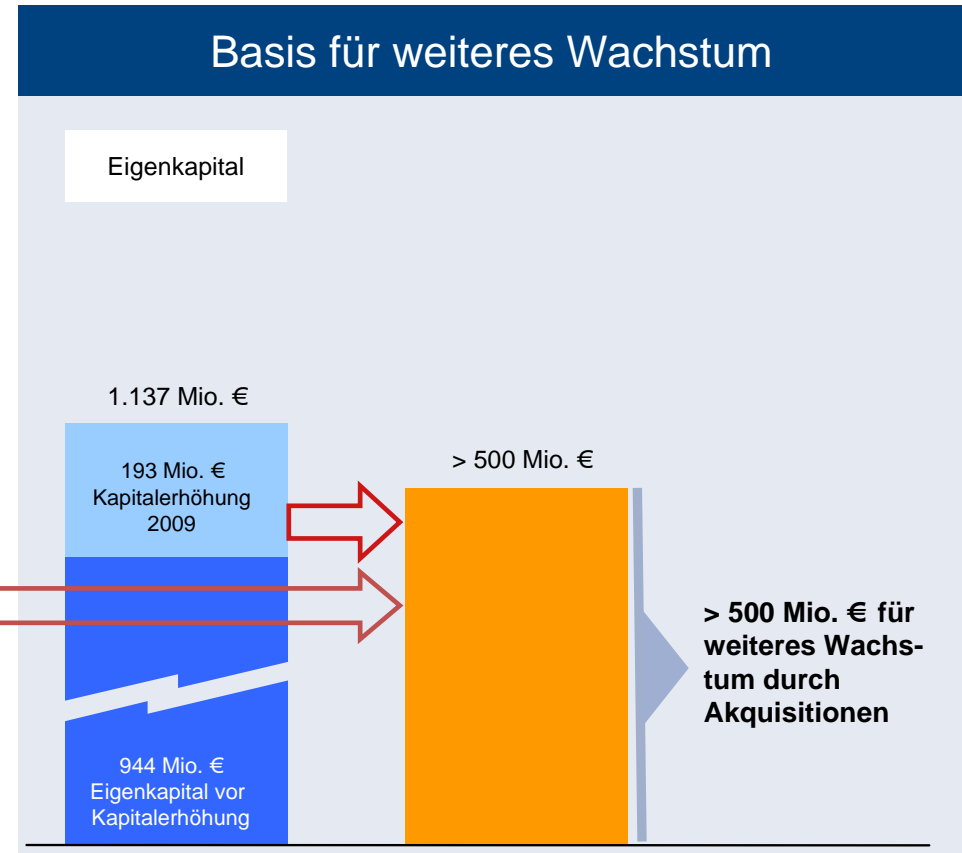 Basis für weiteres Wachstum
Eigenkapital
1.137 Mio. €
193 Mio. €
Kapitalerhöhung
2009
944 Mio. €
Eigenkapital vor
Kapitalerhöhung
> 500 Mio. €
> 500 Mio. € für
weiteres Wachs-
tum durch
Akquisitionen